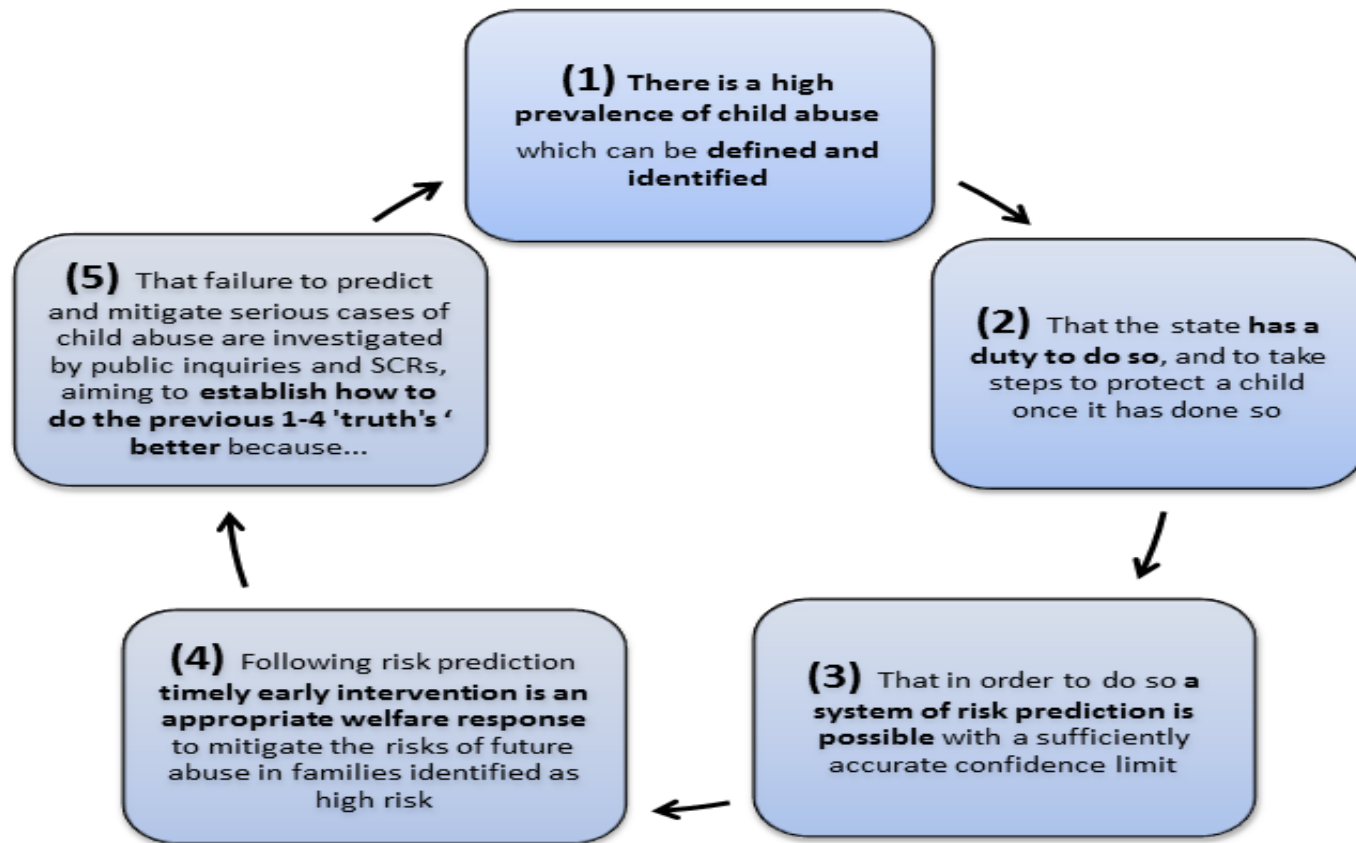 (1) There is a high
prevalence of child abuse
which can be defined and
identified
(2) That the state has a
duty to do so, and to take
steps to protect a child
once it has done so
(3) That in order to do so a
system of risk prediction is
possible with a sufficiently
accurate confidence limit
(4) Following risk prediction
timely early intervention is an
appropriate welfare response
to mitigate the risks of future
abuse in families identified as
high risk
(5) That failure to predict
and mitigate serious cases of
child abuse are investigated
by public inquiries and SCRs,
aiming to establish how to
do the previous 1-4 'truth's ‘
better because...